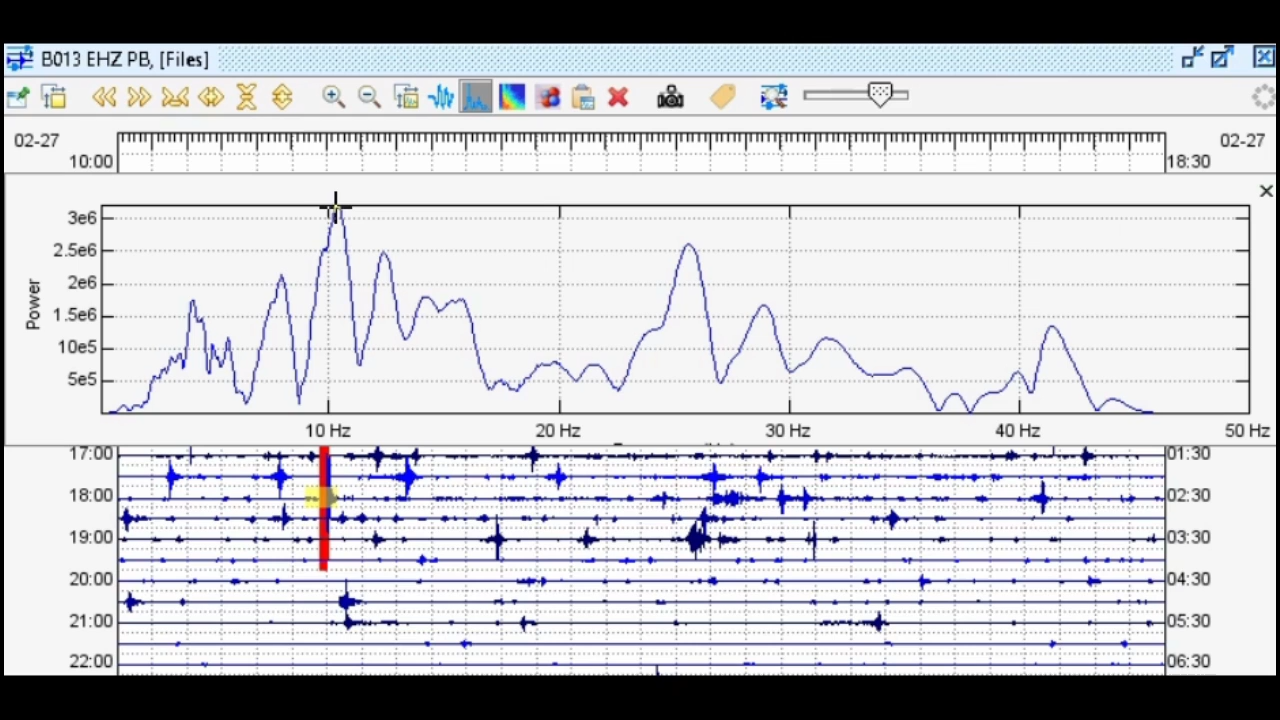 B013 EHZ PB, [Files]
02-27
02-27
10:00
18:30
Power
3e6
2.5e6
2e6
1.5e6
10e5
5e5
10 Hz
20 Hz
30 Hz
40 Hz
50 Hz
17:00
01:30
18:00
02:30
19:00
03:30
20:00
04:30
21:00
05:30
22:00
06:30